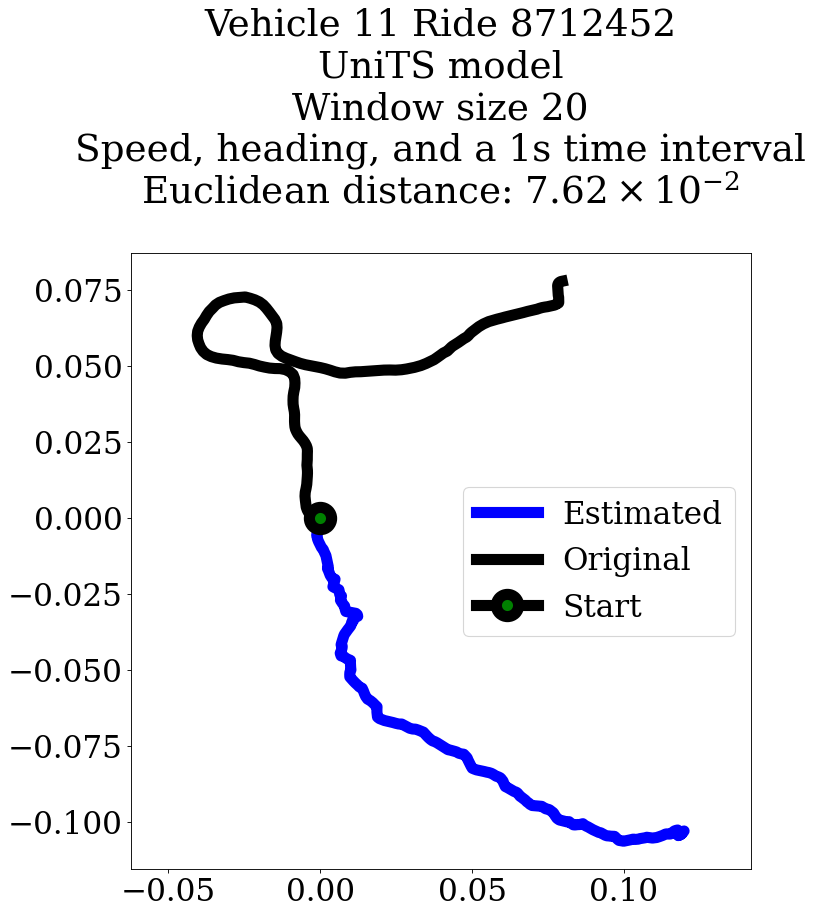 Vehicle 11 Ride 8712452
UniTS model
Window size 20
Speed, heading, and a 1s time interval
Euclidean distance: 7.62 × 10⁻²
0.075
0.050
0.025
0.000
−0.025
−0.050
−0.075
−0.100
Estimated
Original
Start
−0.05
0.00
0.05
0.10